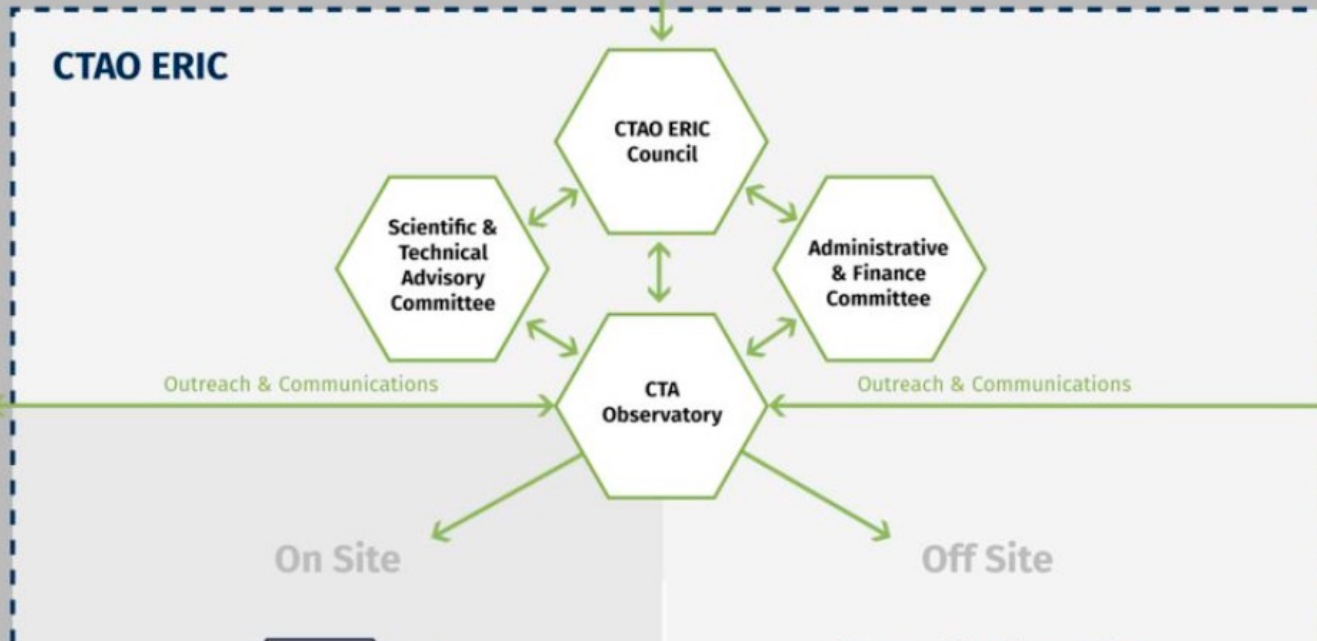 CTAO ERIC
CTAO ERIC
Council
Scientific &
Technical
Advisory
Committee
Administrative
& Finance
Committee
Outreach & Communications
CTA
Observatory
Outreach & Communications
On Site
Off Site